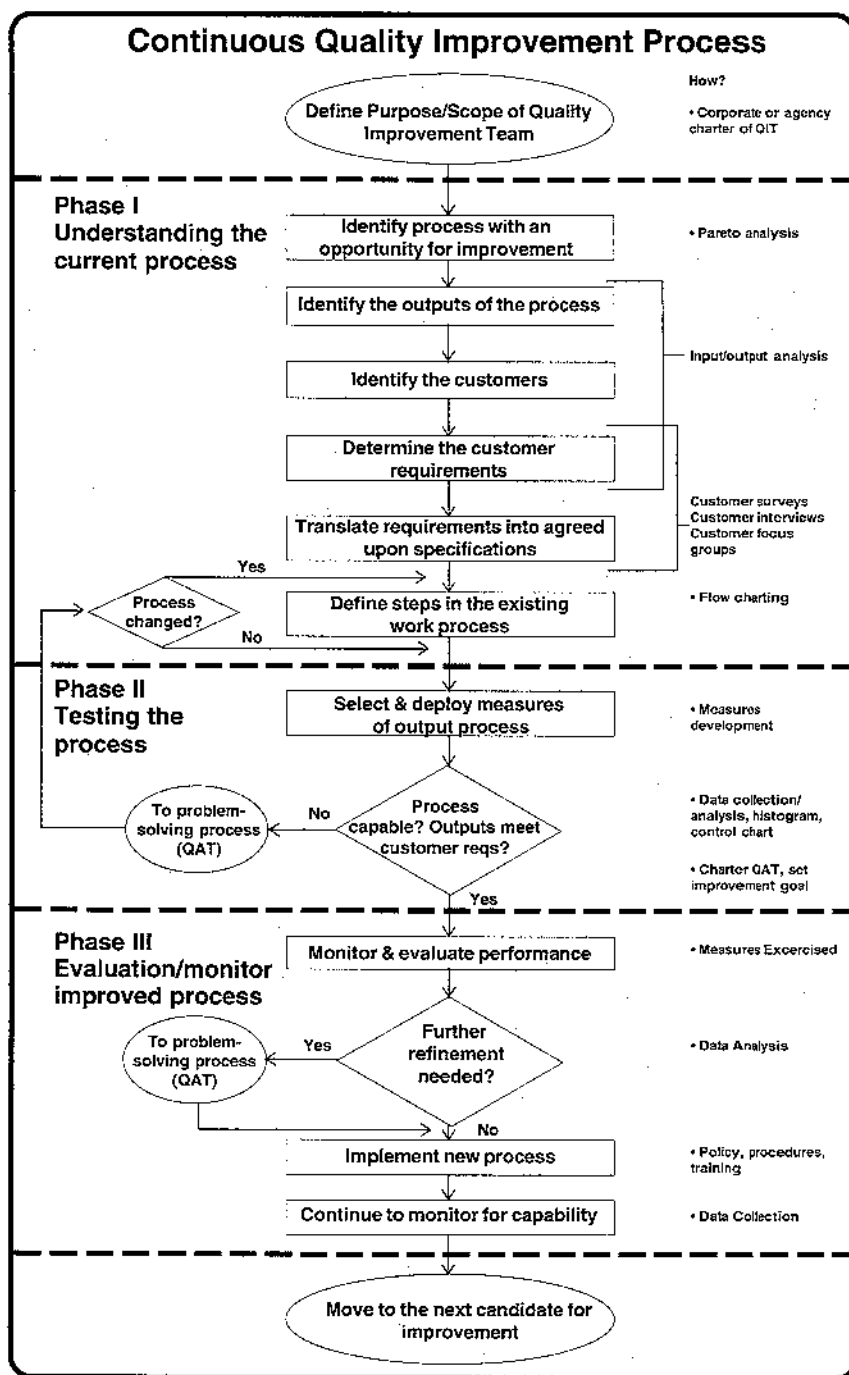 Continuous Quality Improvement Process
How?
Define Purpose/Scope of Quality
Improvement Team
• Corporate or agency
charter of QIT
Phase I
Understanding the
current process
Identify process with an
opportunity for improvement
• Pareto analysis
Identify the outputs of the process
Input/output analysis
Identify the customers
Determine the customer
requirements
Customer surveys
Customer interviews
Customer focus
groups
Translate requirements into agreed
upon specifications
Yes
Process
changed?
No
Define steps in the existing
work process
• Flow charting
Phase II
Testing the
process
Select & deploy measures
of output process
• Measures
development
To problem-
solving process
(QAT)
No
Process
capable? Outputs meet
customer reqs?
• Data collection/
analysis, histogram,
control chart
• Charter QAT, set
improvement goal
Yes
Phase III
Evaluation/monitor
improved process
Monitor & evaluate performance
• Measures Excercised
To problem-
solving process
(QAT)
Yes
Further
refinement
needed?
• Data Analysis
No
Implement new process
• Policy, procedures,
training
Continue to monitor for capability
• Data Collection
Move to the next candidate for
improvement